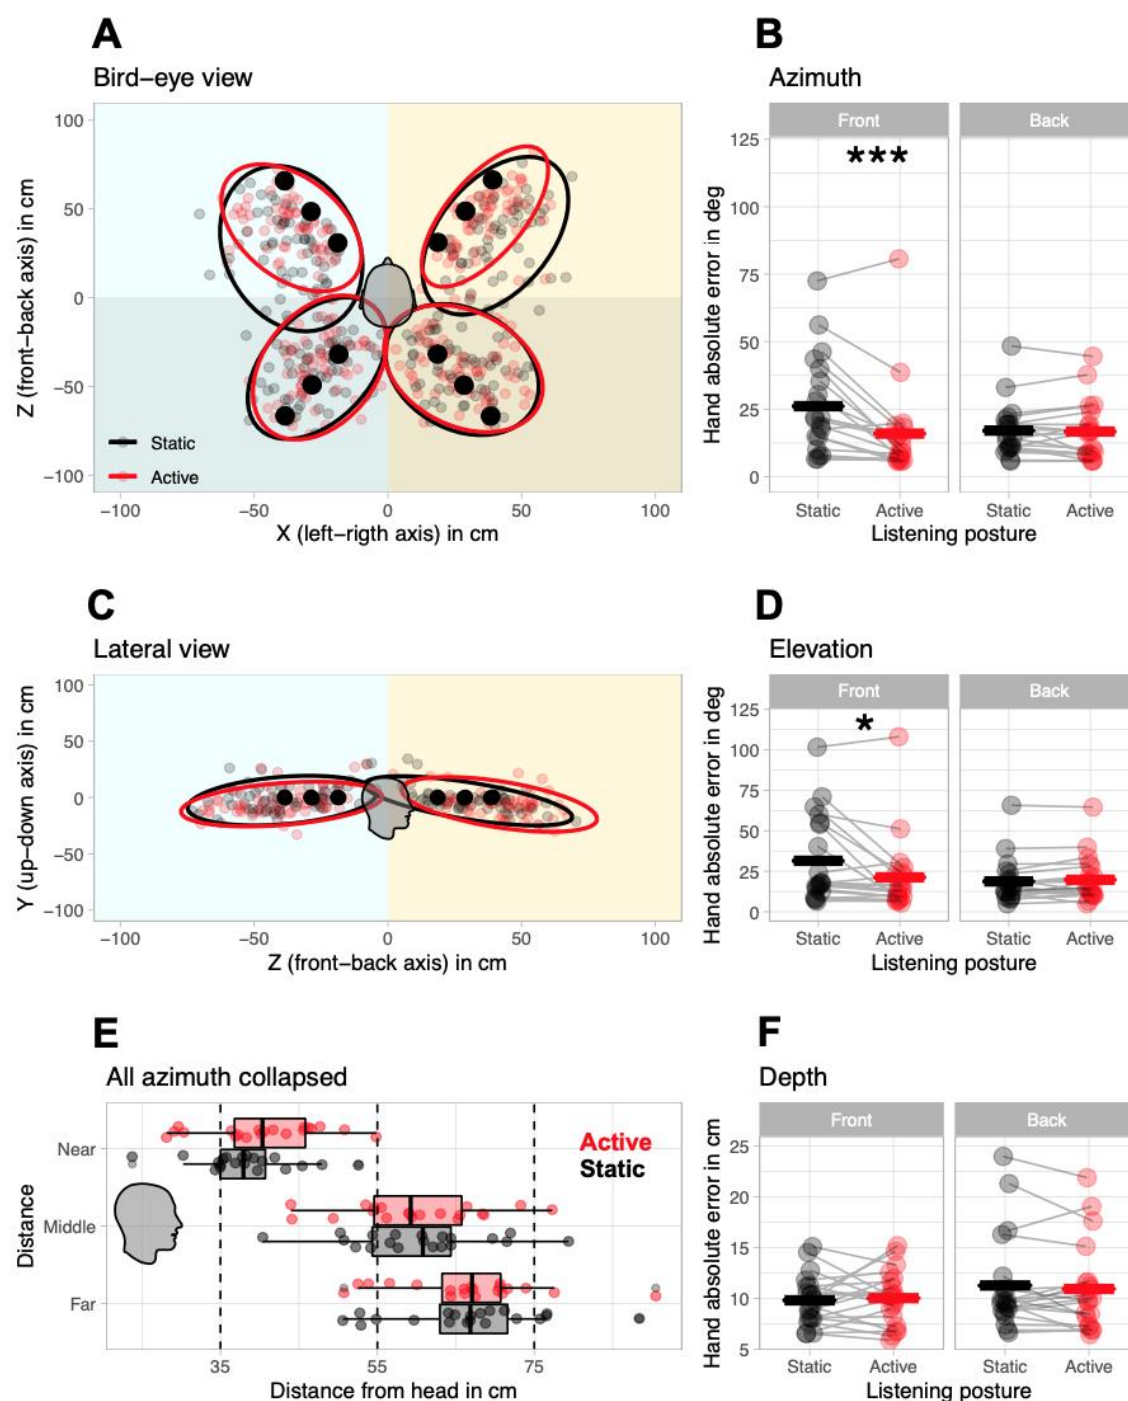 A
Bird–eye view
Z (front–back axis) in cm
100
50
0
−50
−100
Static
Active
−100 −50 0 50 100
X (left–rigth axis) in cm
B
Azimuth
Hand absolute error in deg
Front Back
125
100
75
50
25
0
***
Static Active Static Active
Listening posture
C
Lateral view
Y (up–down axis) in cm
100
50
0
−50
−100
−100 −50 0 50 100
Z (front–back axis) in cm
D
Elevation
Hand absolute error in deg
Front Back
125
100
75
50
25
0
*
Static Active Static Active
Listening posture
E
All azimuth collapsed
Distance
Near
Middle
Far
Active
Static
35 55 75
Distance from head in cm
F
Depth
Hand absolute error in cm
Front Back
25
20
15
10
5
Static Active Static Active
Listening posture